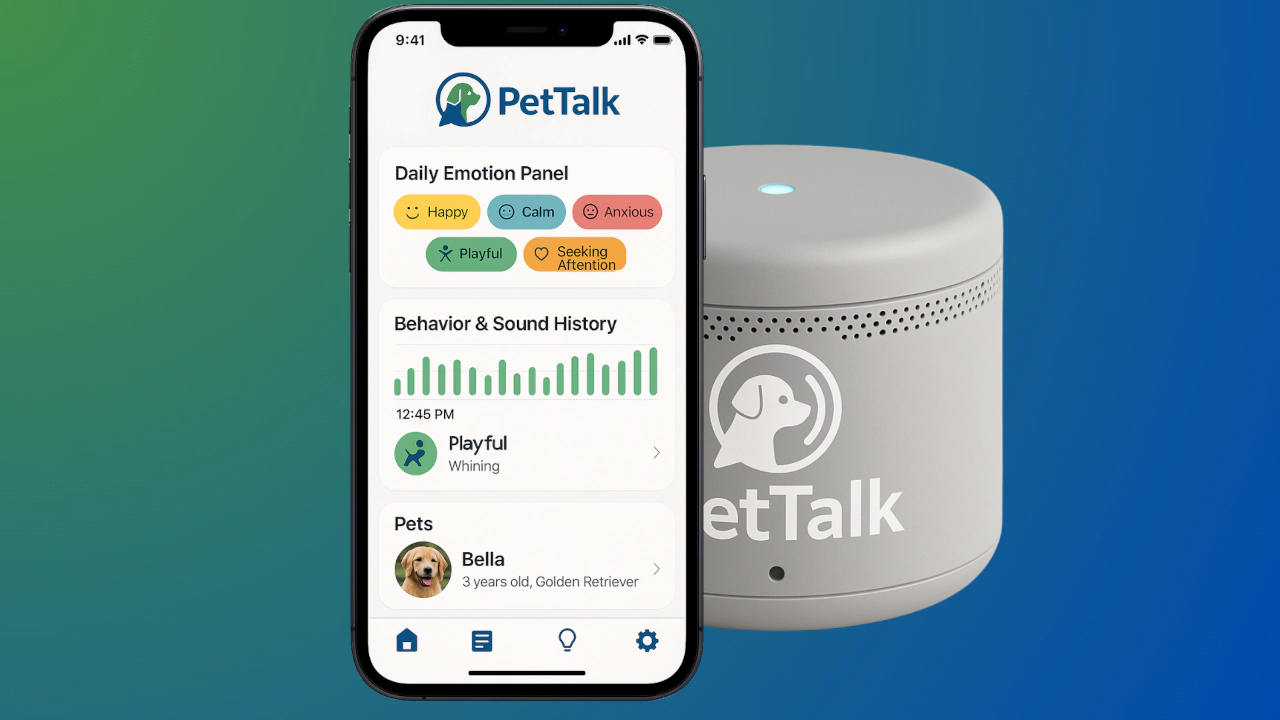 9:41
PetTalk
Daily Emotion Panel
Happy
Calm
Anxious
Playful
Seeking
Aftention
Behavior & Sound History
12:45 PM
Playful
Whining
Pets
Bella
3 years old, Golden Retriever
etTalk